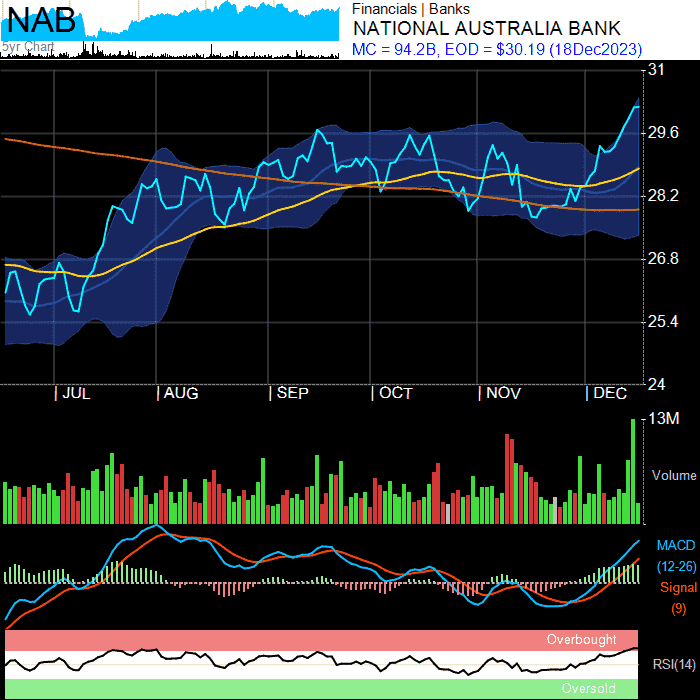 NAB
5yr Chart
Financials | Banks
NATIONAL AUSTRALIA BANK
MC = 94.2B, EOD = $30.19 (18Dec2023)
31
29.6
28.2
26.8
25.4
24
| JUL | AUG | SEP | OCT | NOV | DEC
13M
Volume
MACD
(12-26)
Signal
(9)
Overbought
RSI(14)
Oversold